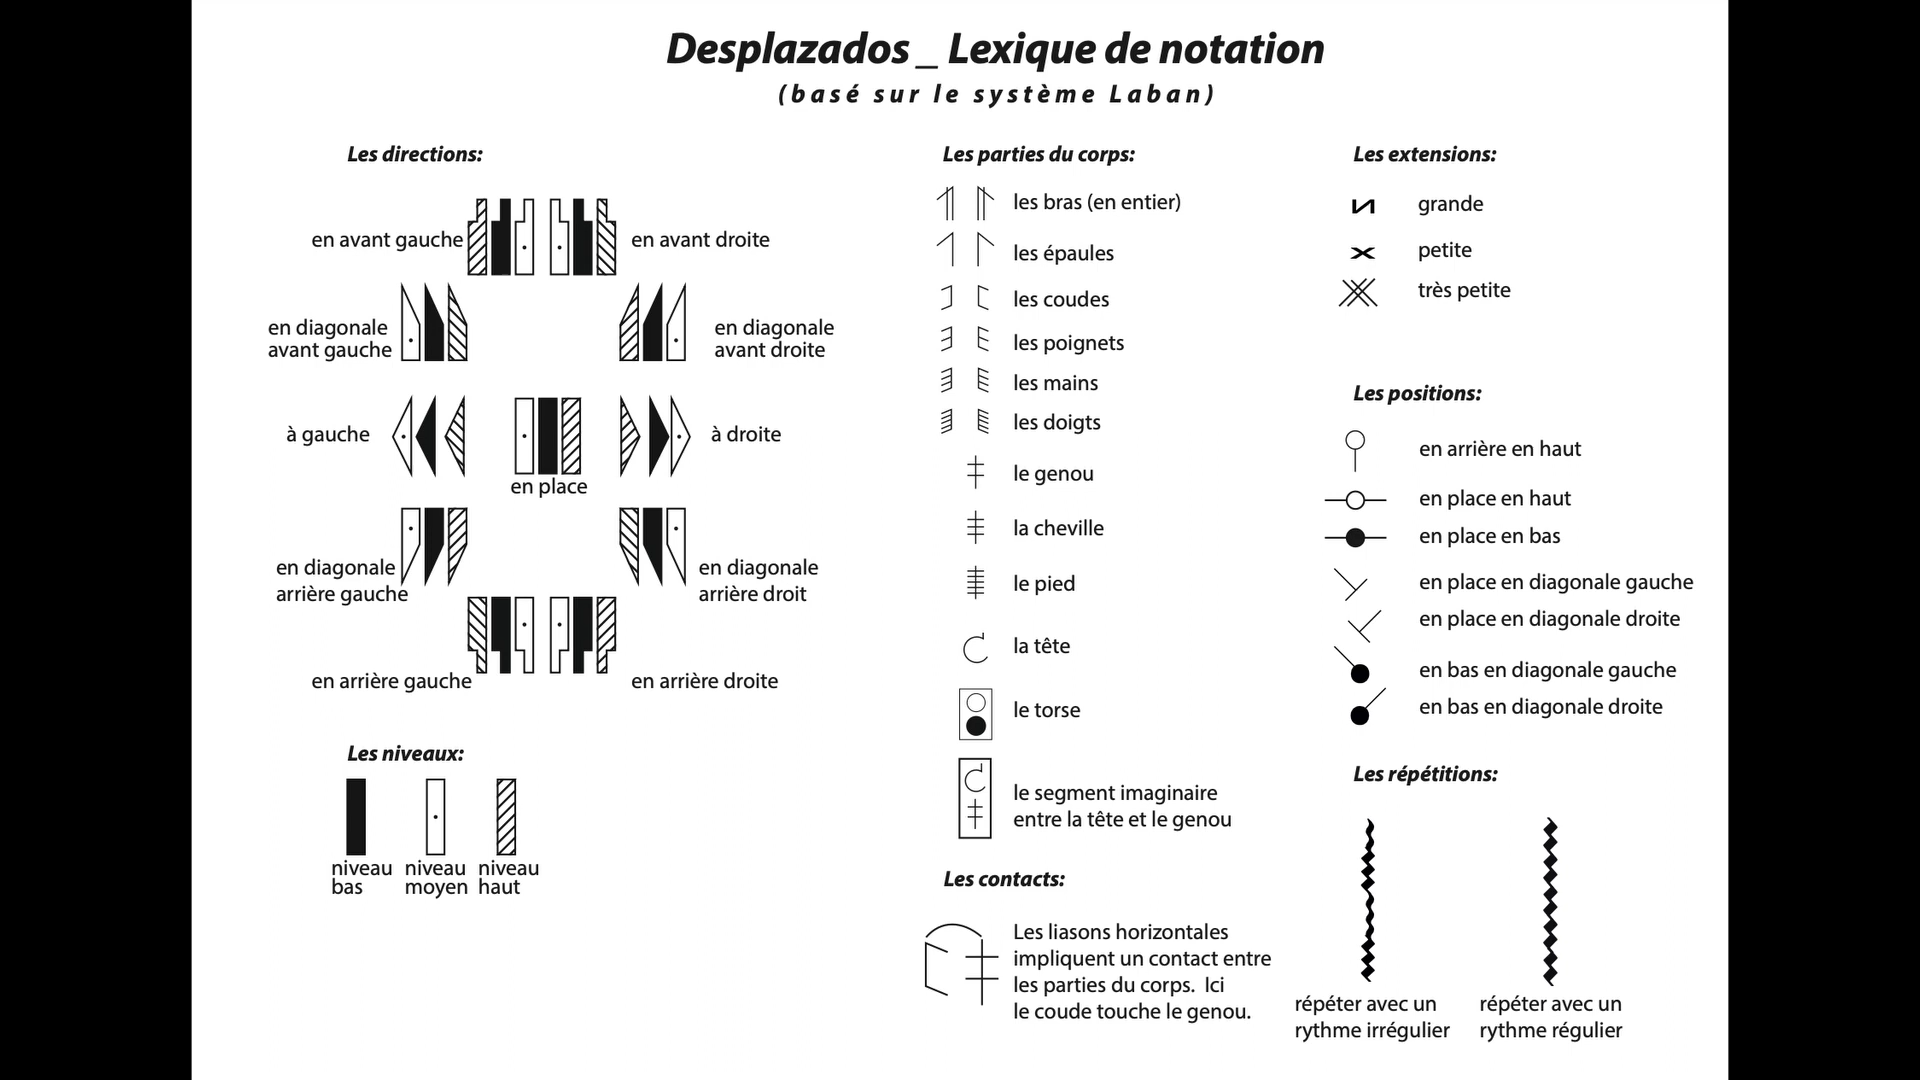 Desplazados _ Lexique de notation
(basé sur le système Laban)
Les directions:
en avant gauche
en avant droite
en diagonale
avant gauche
en diagonale
avant droite
à gauche
en place
à droite
en diagonale
arrière gauche
en diagonale
arrière droit
en arrière gauche
en arrière droite
Les niveaux:
niveau
bas
niveau
moyen
niveau
haut
Les parties du corps:
les bras (en entier)
les épaules
les coudes
les poignets
les mains
les doigts
le genou
la cheville
le pied
la tête
le torse
le segment imaginaire
entre la tête et le genou
Les contacts:
Les liasons horizontales
impliquent un contact entre
les parties du corps. Ici
le coude touche le genou.
Les extensions:
grande
petite
très petite
Les positions:
en arrière en haut
en place en haut
en place en bas
en place en diagonale gauche
en place en diagonale droite
en bas en diagonale gauche
en bas en diagonale droite
Les répétitions:
répéter avec un
rythme irrégulier
répéter avec un
rythme régulier